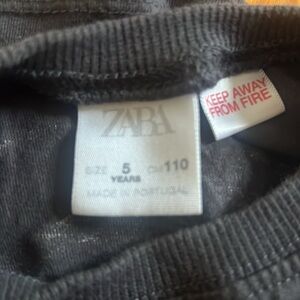 ZARA
SIZE 5 CM 110
YEARS
MADE IN PORTUGAL
KEEP AWAY
FROM FIRE